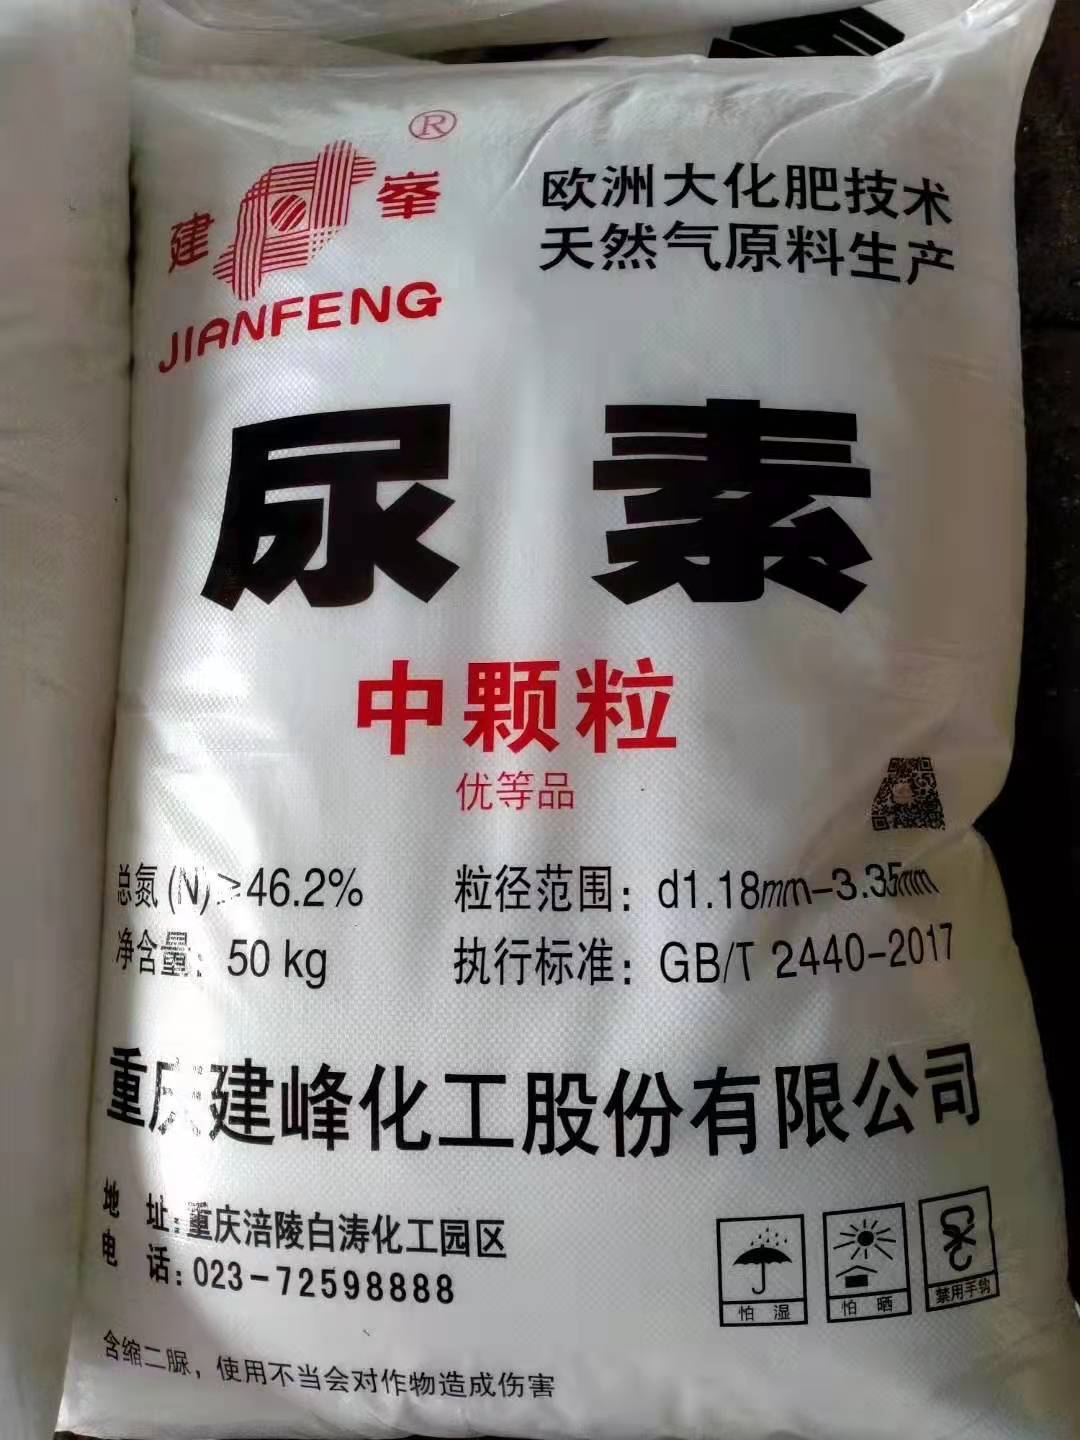 建峯®
JIANFENG
欧洲大化肥技术
天然气原料生产
尿素
中颗粒
优等品
总氮(N)≥46.2%
粒径范围：d1.18mm-3.35mm
净含量：50kg
执行标准：GB/T 2440-2017
重庆建峰化工股份有限公司
地 址：重庆涪陵白涛化工园区
电 话：023-72598888
怕 湿
怕 晒
禁用手钩
含缩二脲，使用不当会对作物造成伤害